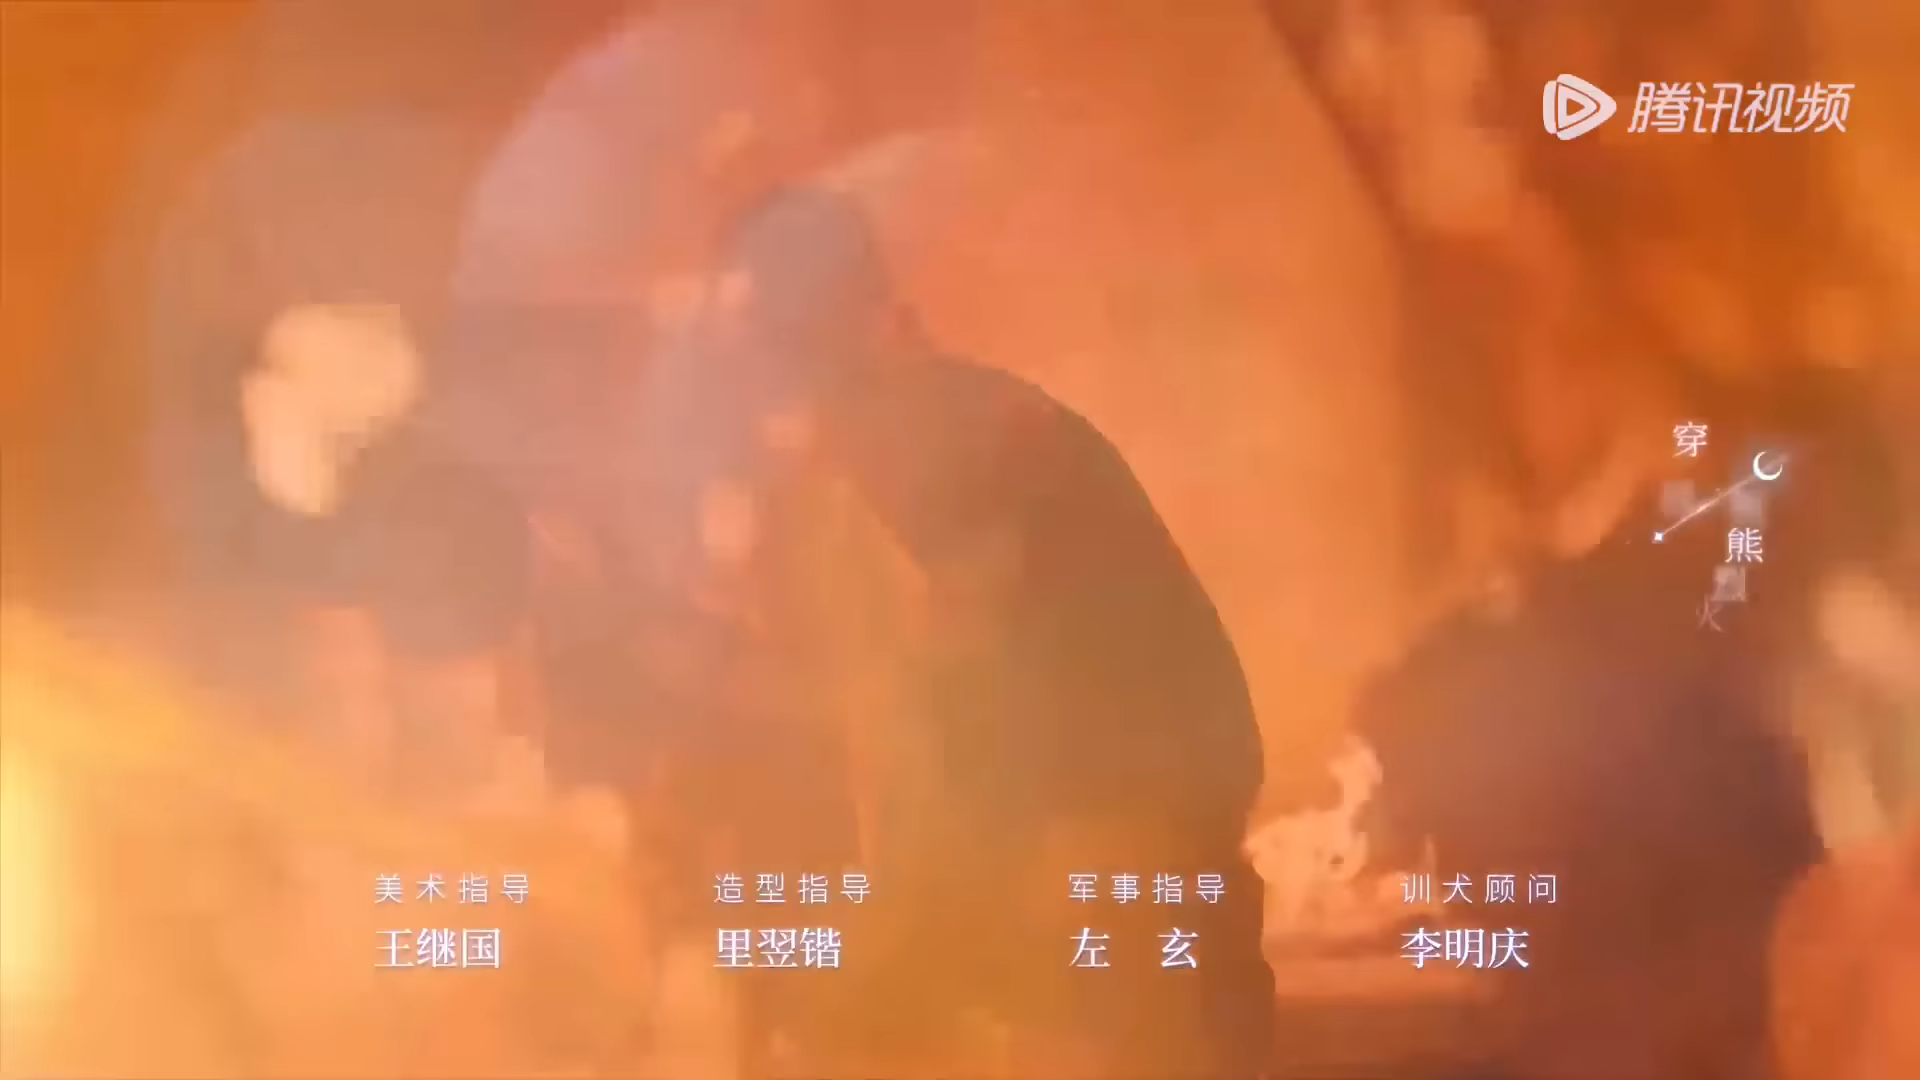 腾讯视频
穿
熊
火
美术指导 造型指导 军事指导 训犬顾问
王继国 里翌锴 左 玄 李明庆